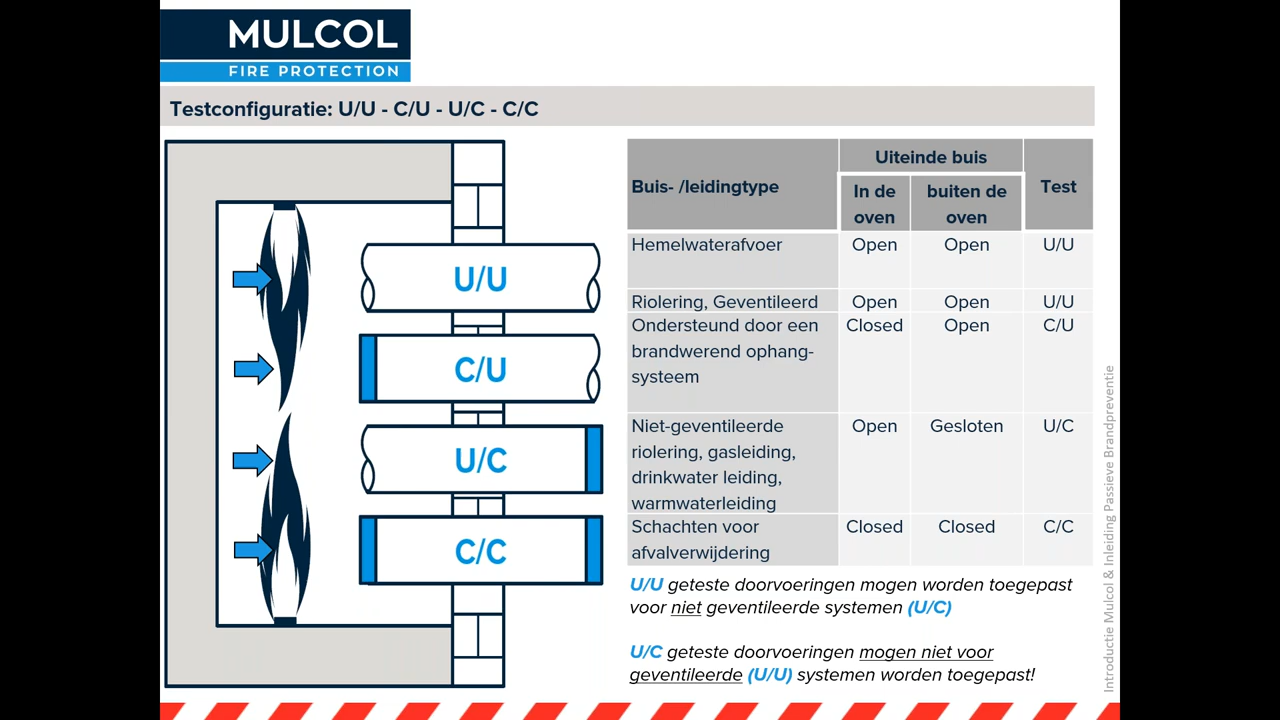 MULCOL
FIRE PROTECTION
Testconfiguratie: U/U - C/U - U/C - C/C
U/U
C/U
U/C
C/C
Buis- /leidingtype
Uiteinde buis
In de
oven
buiten de
oven
Test
Hemelwaterafvoer Open Open U/U
Riolering, Geventileerd Open Open U/U
Ondersteund door een Closed Open C/U
brandwerend ophang-
systeem
Niet-geventileerde Open Gesloten U/C
riolering, gasleiding,
drinkwater leiding,
warmwaterleiding
Schachten voor Closed Closed C/C
afvalverwijdering
U/U geteste doorvoeringen mogen worden toegepast
voor niet geventileerde systemen (U/C)
U/C geteste doorvoeringen mogen niet voor
geventileerde (U/U) systemen worden toegepast!
Introductie Mulcol & Inleiding Passieve Brandpreventie